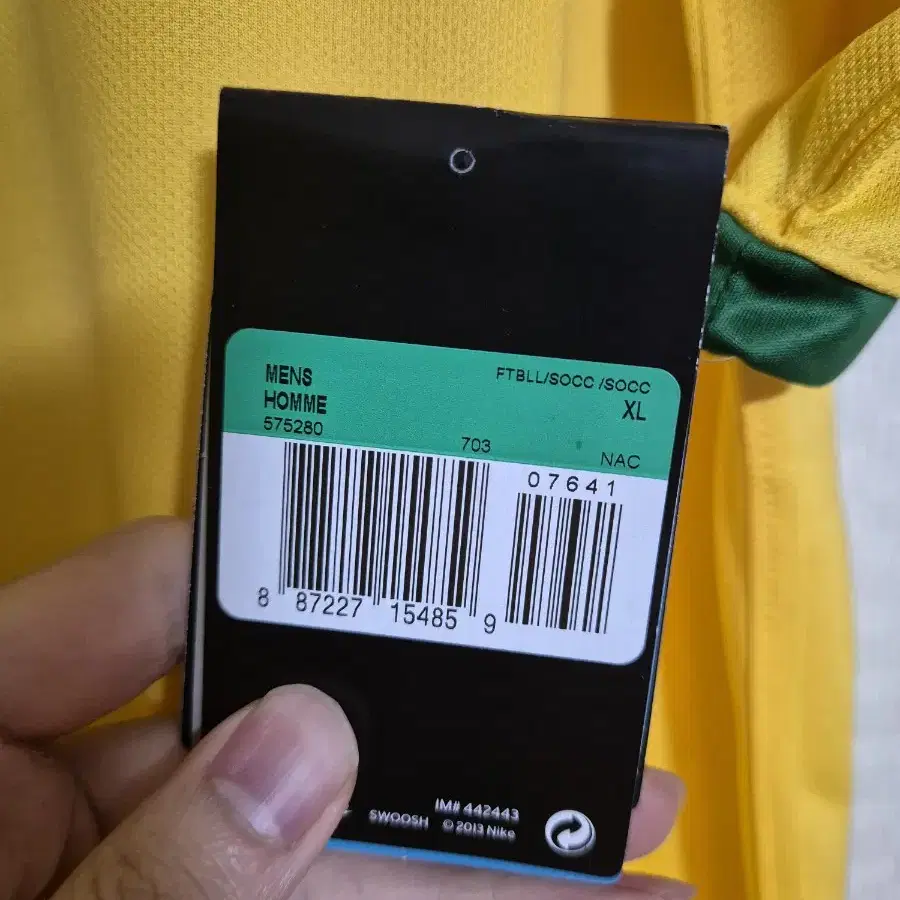 MENS
HOMME
575280
FTBLL/SOCC /SOCC
XL
703
NAC
07641
8 87227 15485 9
IM# 442443
SWOOSH © 2013 Nike